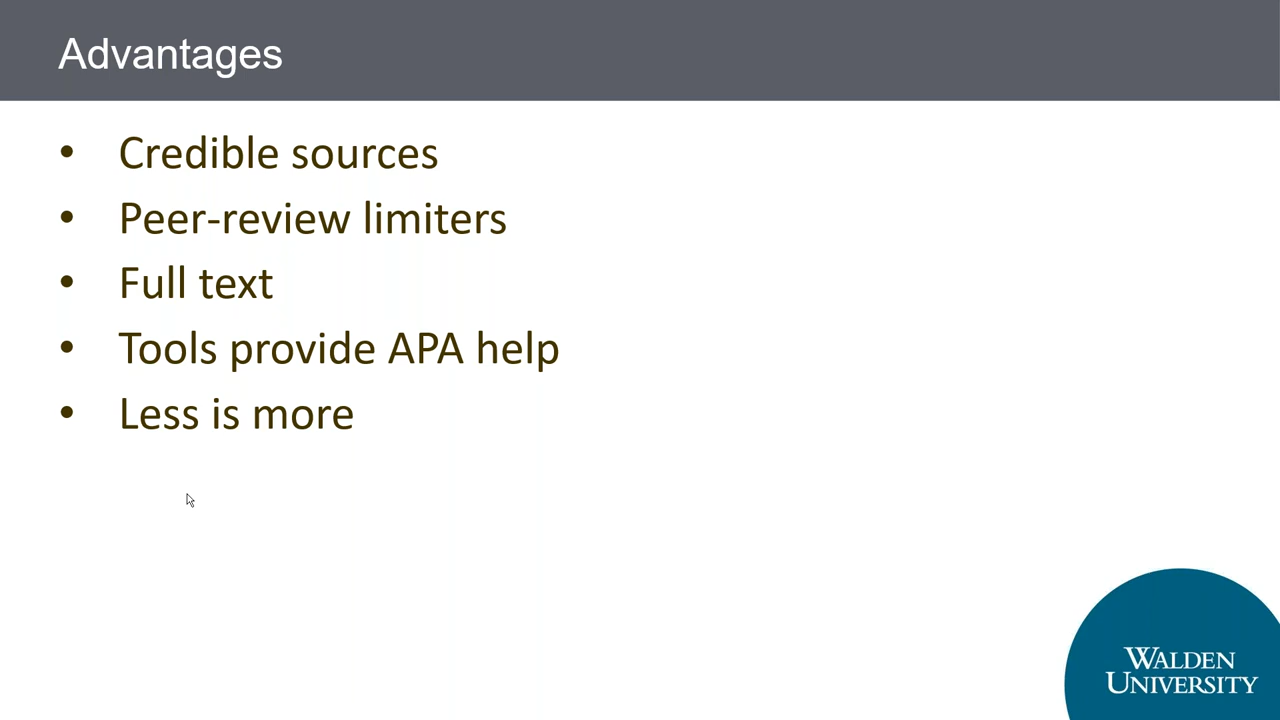 Advantages
• Credible sources
• Peer-review limiters
• Full text
• Tools provide APA help
• Less is more
WALDEN
UNIVERSITY